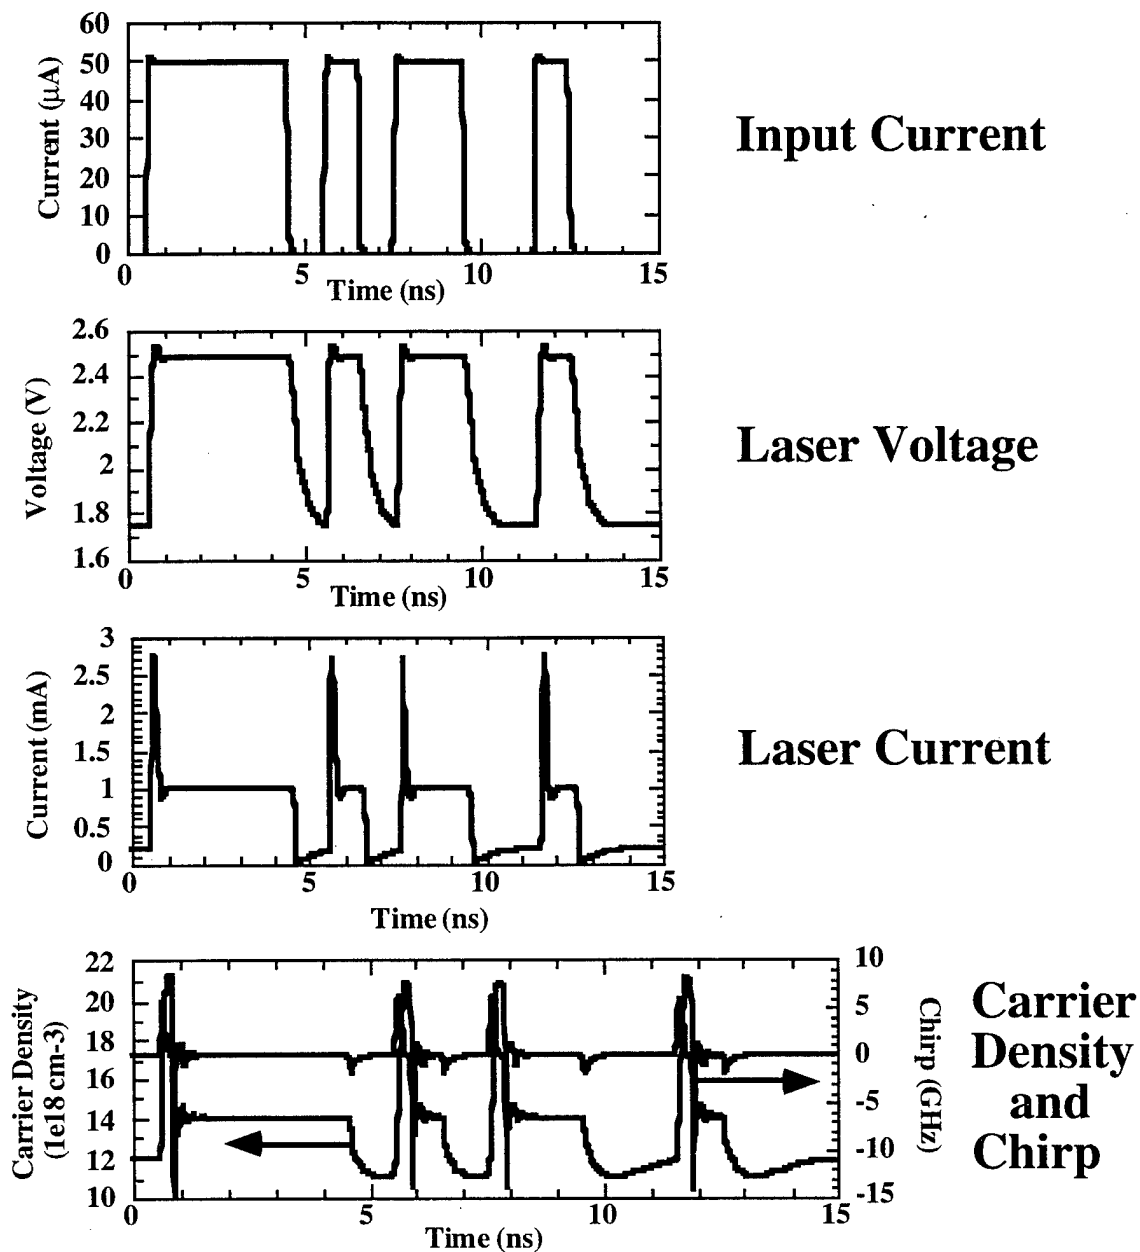 60
50
40
30
20
10
0
Current (μA)
0 5 10 15
Time (ns)
Input Current
2.6
2.4
2.2
2
1.8
1.6
Voltage (V)
0 5 10 15
Time (ns)
Laser Voltage
3
2.5
2
1.5
1
0.5
0
Current (mA)
0 5 10 15
Time (ns)
Laser Current
22
20
18
16
14
12
10
Carrier Density
(1e18 cm-3)
0 5 10 15
Time (ns)
10
5
0
-5
-10
-15
Chirp (GHz)
Carrier
Density
and
Chirp